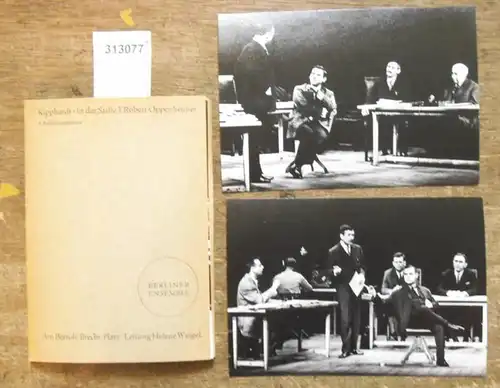 313077
Kipphardt · In der Sache J. Robert Oppenheimer
BERLINER
ENSEMBLE
Am Bertolt-Brecht-Platz Leitung Helene Weigel